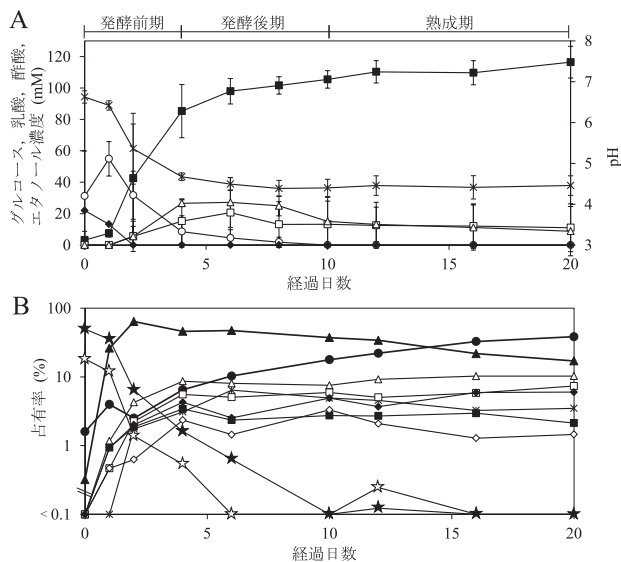 A
発酵前期 発酵後期 熟成期
グルコース，乳酸，酢酸，
エタノール濃度 (mM)
120
100
80
60
40
20
0
8
7
6
5
4
3
pH
0 5 10 15 20
経過日数
B
占有率 (%)
100
10
1
<0.1
0 5 10 15 20
経過日数